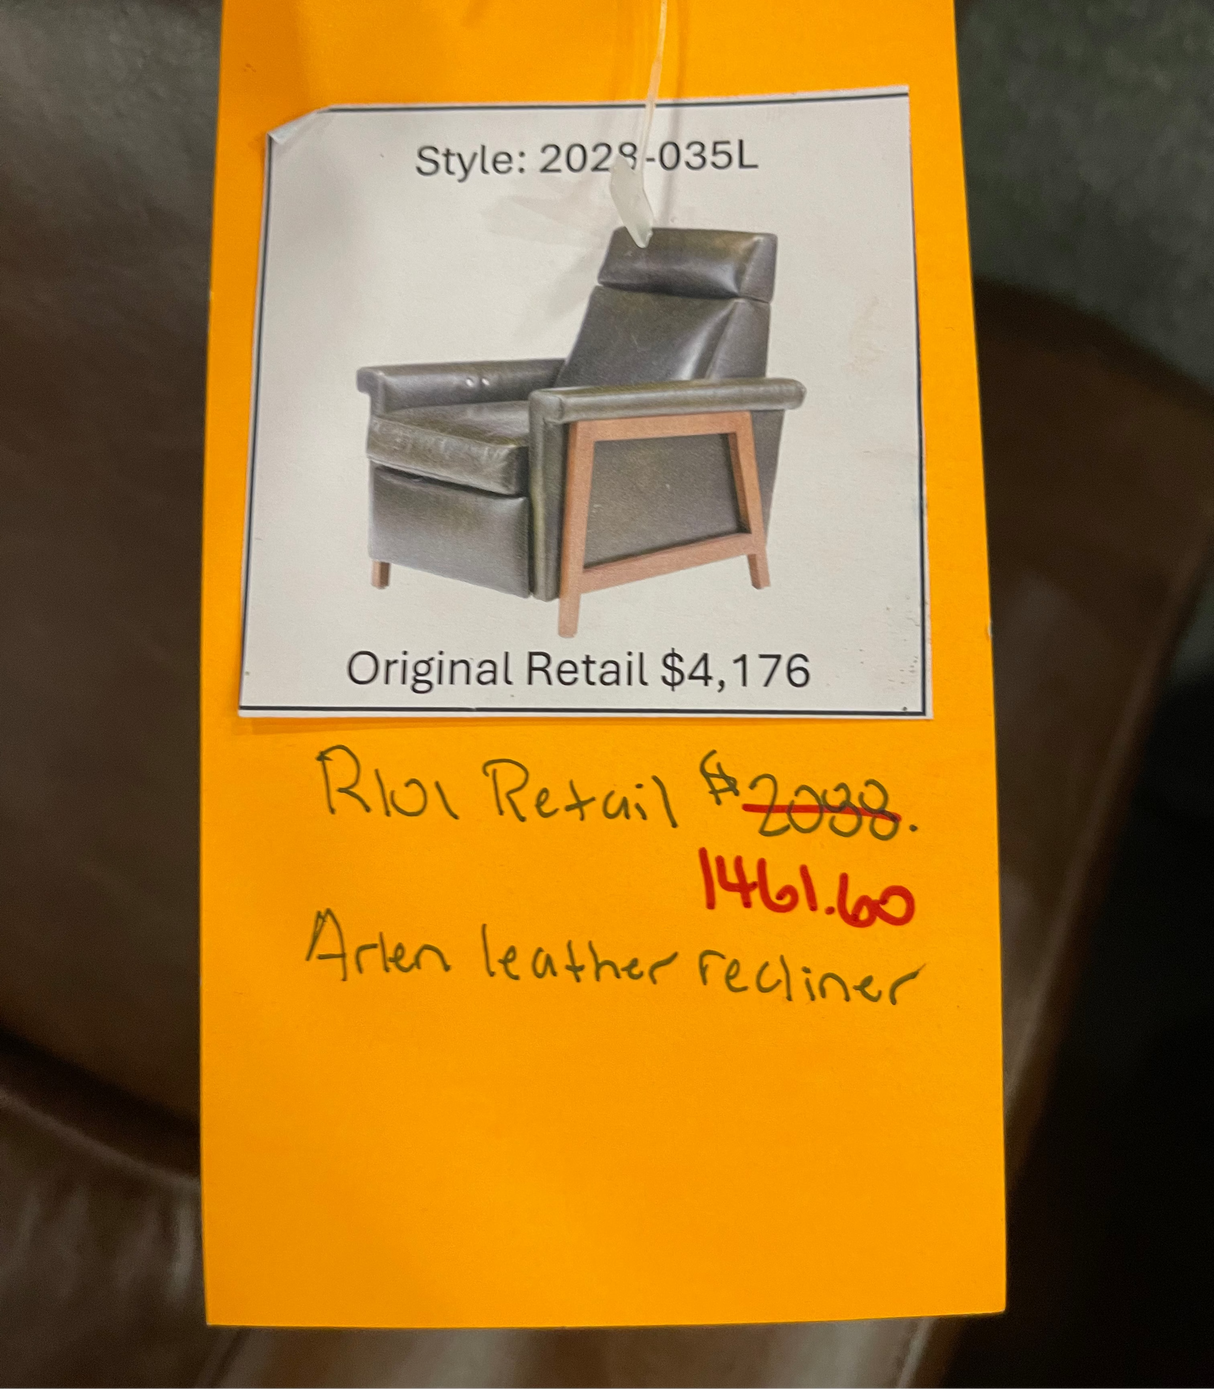 Style: 2028-035L
Original Retail $4,176
R101 Retail $2088.
1461.60
Arlen leather recliner